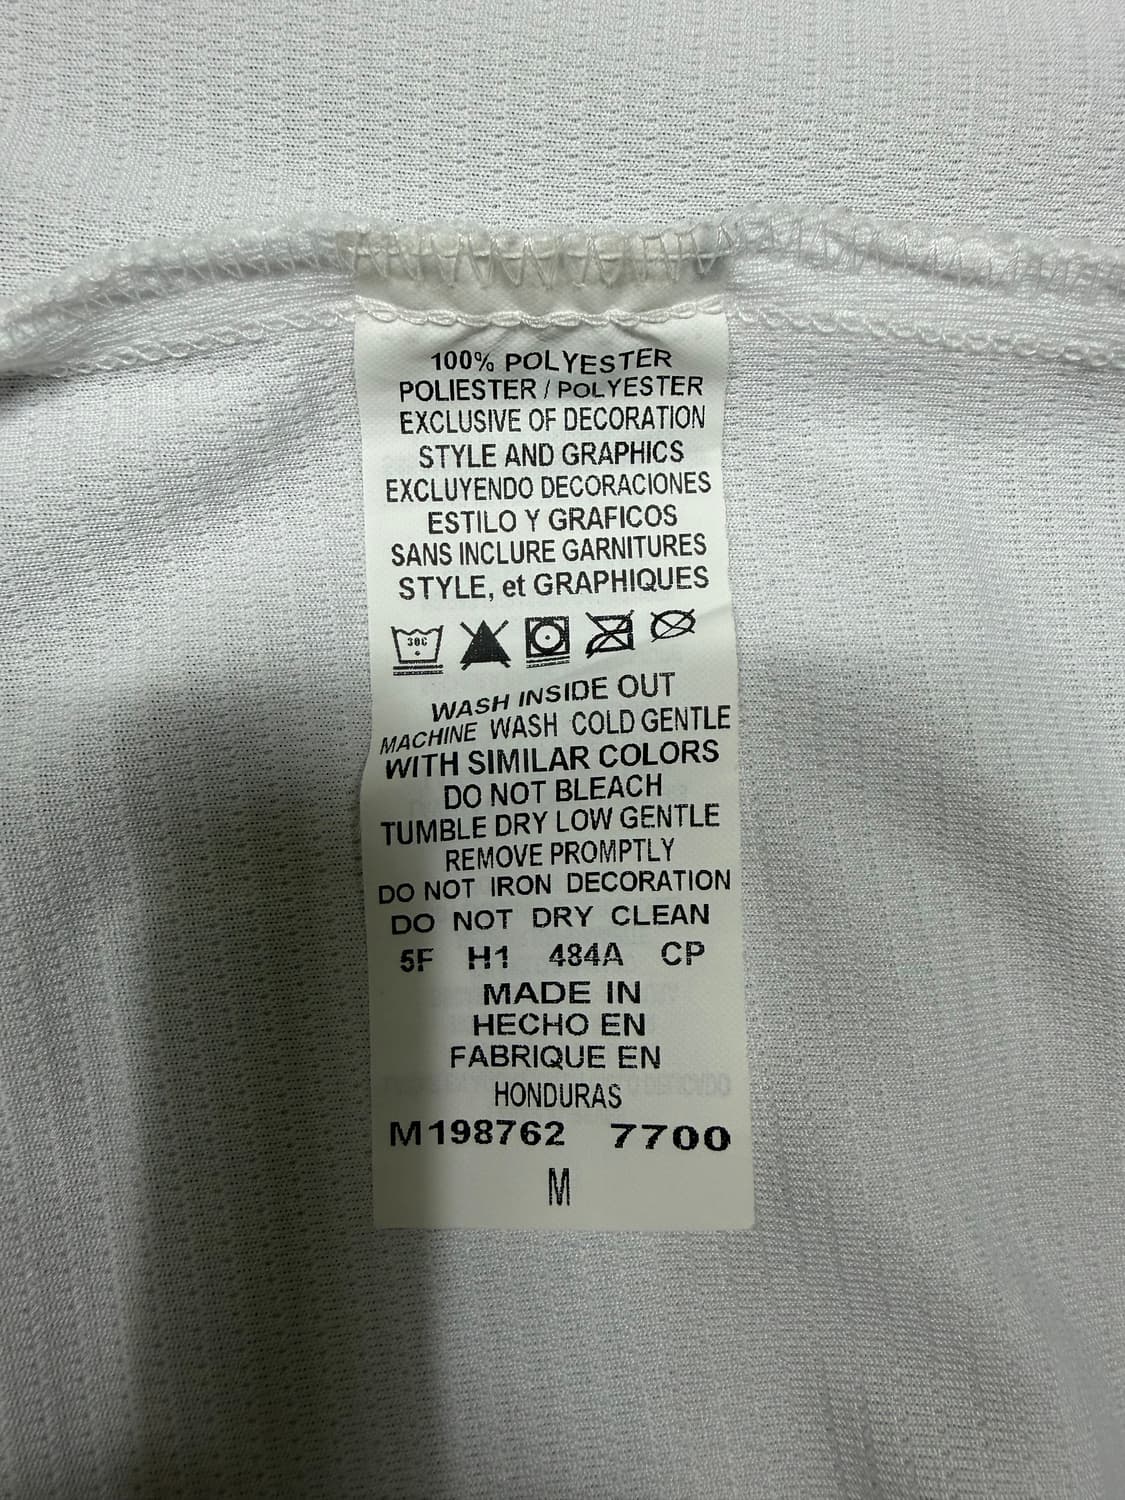 100% POLYESTER
POLIESTER / POLYESTER
EXCLUSIVE OF DECORATION
STYLE AND GRAPHICS
EXCLUYENDO DECORACIONES
ESTILO Y GRAFICOS
SANS INCLURE GARNITURES
STYLE, et GRAPHIQUES
30C
WASH INSIDE OUT
MACHINE WASH COLD GENTLE
WITH SIMILAR COLORS
DO NOT BLEACH
TUMBLE DRY LOW GENTLE
REMOVE PROMPTLY
DO NOT IRON DECORATION
DO NOT DRY CLEAN
5F H1 484A CP
MADE IN
HECHO EN
FABRIQUE EN
HONDURAS
M198762 7700
M